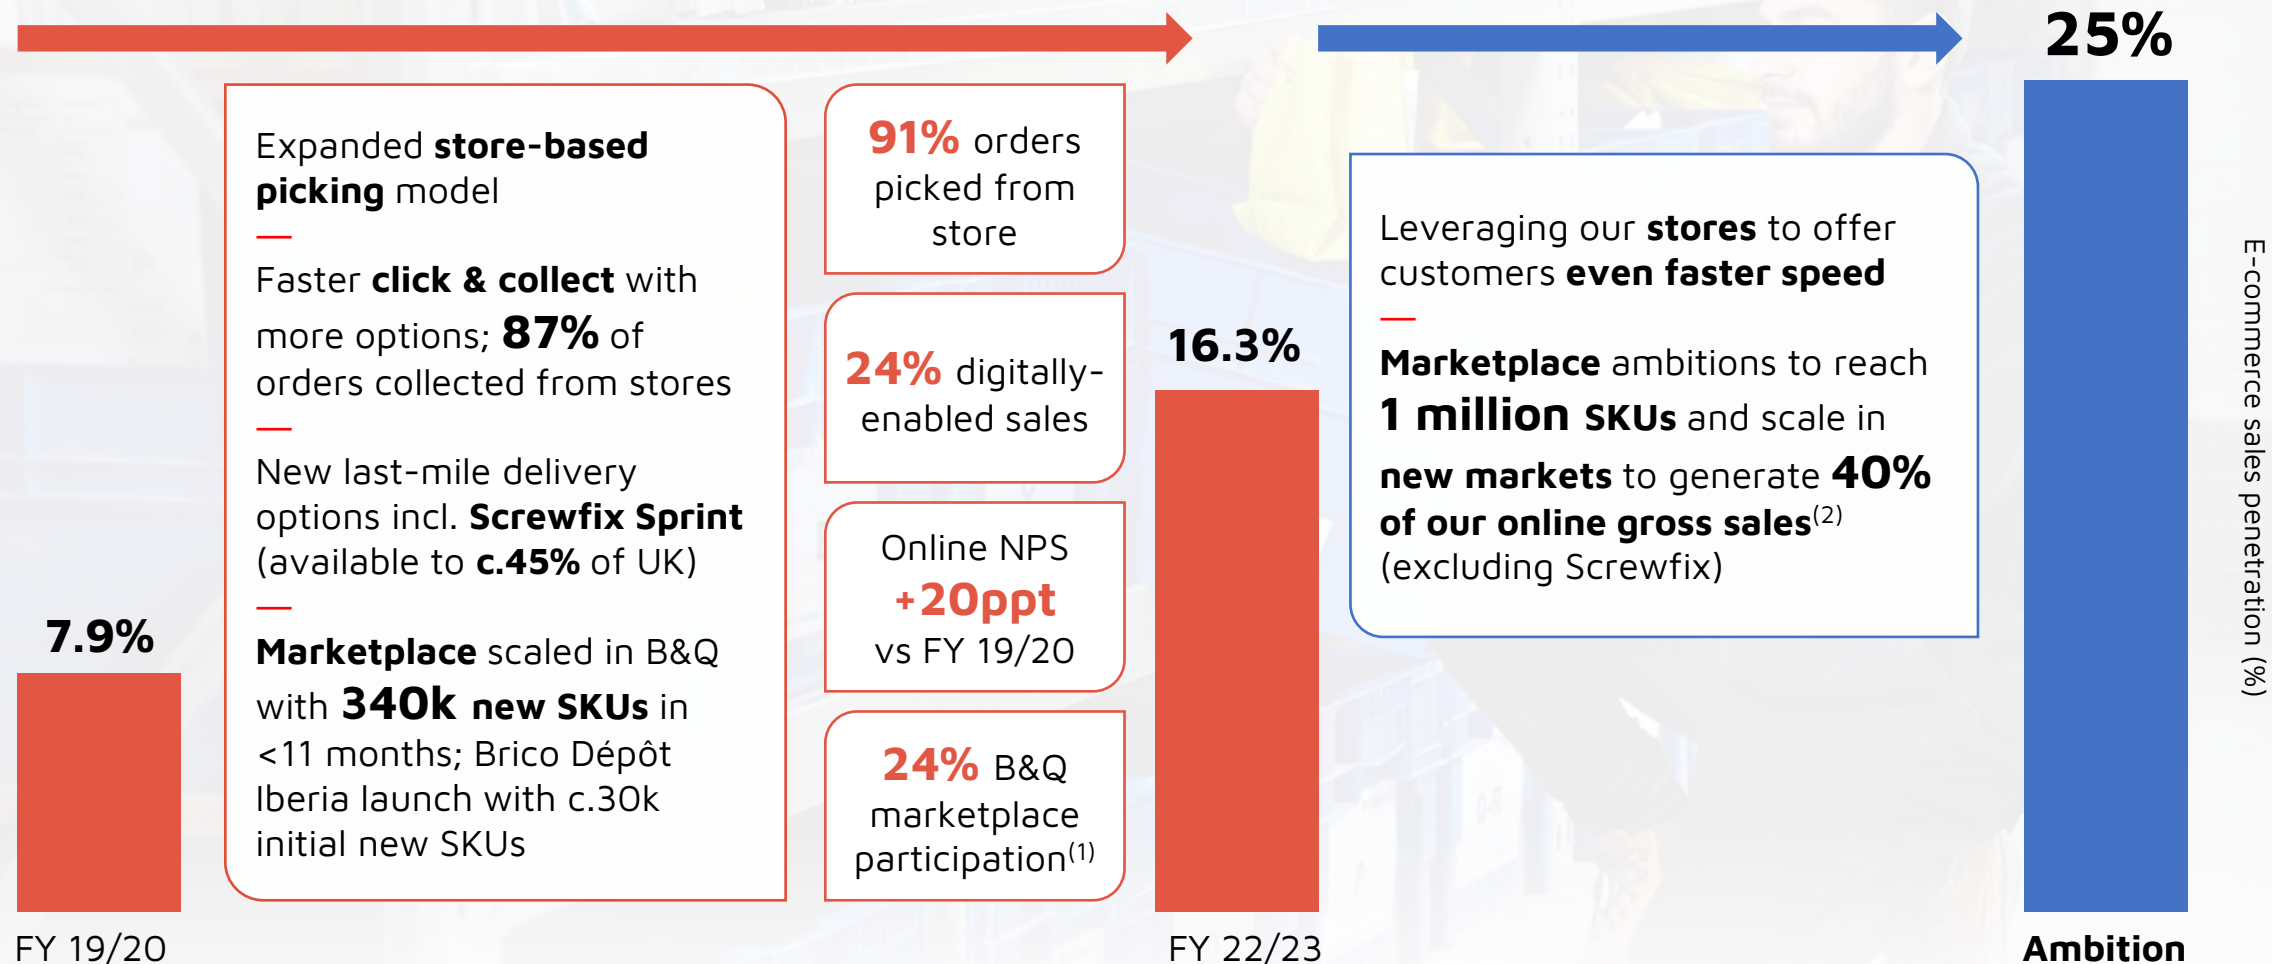 25%
Expanded store-based
picking model
Faster click & collect with
more options; 87% of
orders collected from stores
New last-mile delivery
options incl. Screwfix Sprint
(available to c.45% of UK)
Marketplace scaled in B&Q
with 340k new SKUs in
<11 months; Brico Dépôt
Iberia launch with c.30k
initial new SKUs
91% orders
picked from
store
24% digitally-
enabled sales
Online NPS
+20ppt
vs FY 19/20
24% B&Q
marketplace
participation(1)
Leveraging our stores to offer
customers even faster speed
Marketplace ambitions to reach
1 million SKUs and scale in
new markets to generate 40%
of our online gross sales(2)
(excluding Screwfix)
7.9%
16.3%
E-commerce sales penetration (%)
FY 19/20
FY 22/23
Ambition